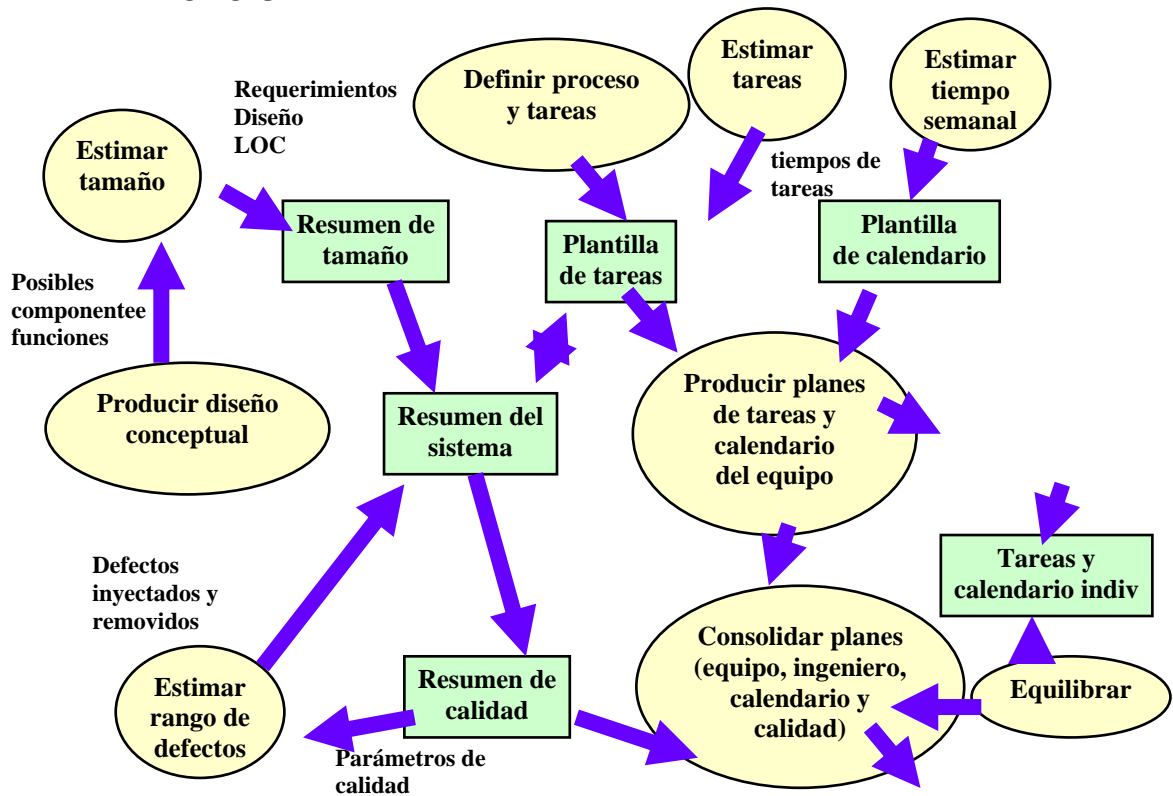 Estimar
tamaño
Requerimientos
Diseño
LOC
Definir proceso
y tareas
Estimar
tareas
Estimar
tiempo
semanal
tiempos de
tareas
Resumen de
tamaño
Plantilla
de tareas
Plantilla
de calendario
Posibles
componentee
funciones
Producir diseño
conceptual
Resumen del
sistema
Producir planes
de tareas y
calendario
del equipo
Defectos
inyectados y
removidos
Tareas y
calendario indiv
Estimar
rango de
defectos
Resumen de
calidad
Consolidar planes
(equipo, ingeniero,
calendario y
calidad)
Equilibrar
Parámetros de
calidad